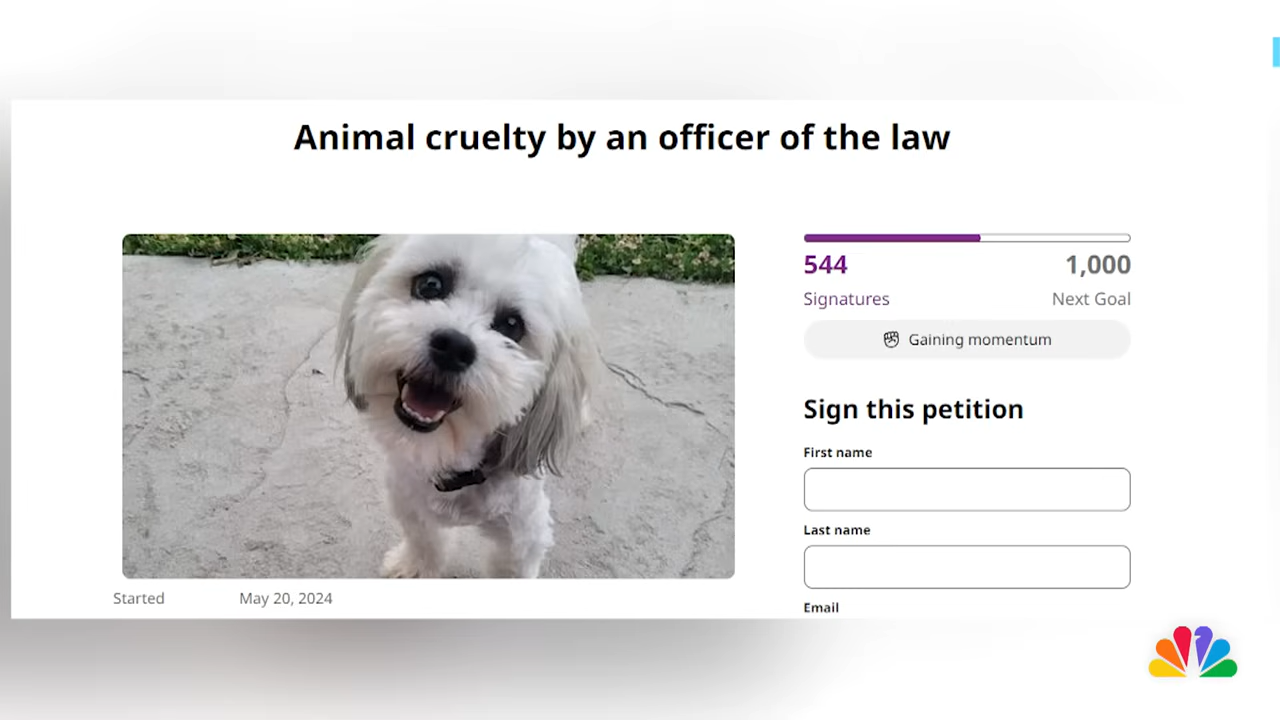 Animal cruelty by an officer of the law
544
1,000
Signatures
Next Goal
Gaining momentum
Sign this petition
First name
Last name
Email
Started
May 20, 2024